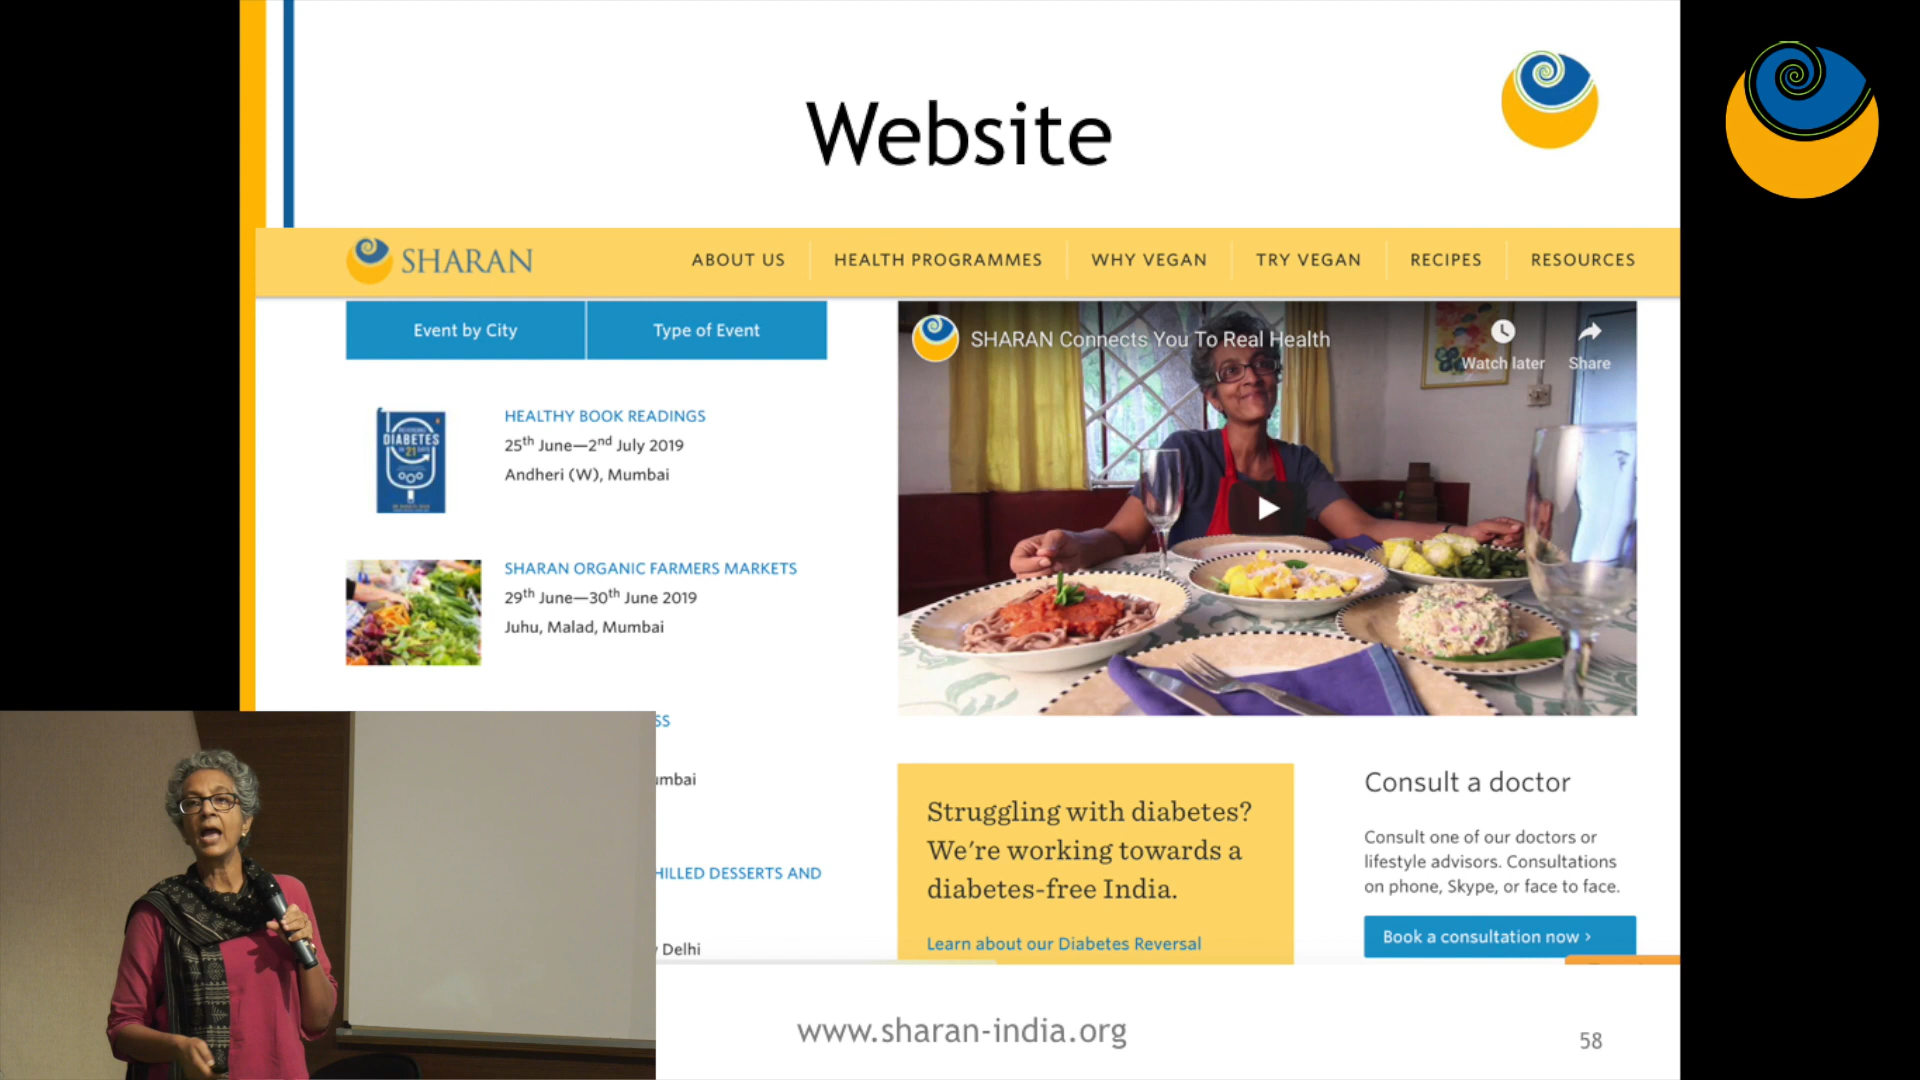 Website
SHARAN
ABOUT US
HEALTH PROGRAMMES
WHY VEGAN
TRY VEGAN
RECIPES
RESOURCES
Event by City
Type of Event
DIABETES
21
HEALTHY BOOK READINGS
25th June—2nd July 2019
Andheri (W), Mumbai
SHARAN ORGANIC FARMERS MARKETS
29th June—30th June 2019
Juhu, Malad, Mumbai
SS
umbai
HILLED DESSERTS AND
Delhi
SHARAN Connects You To Real Health
Watch later
Share
Struggling with diabetes?
We're working towards a
diabetes-free India.
Learn about our Diabetes Reversal
Consult a doctor
Consult one of our doctors or
lifestyle advisors. Consultations
on phone, Skype, or face to face.
Book a consultation now ›
www.sharan-india.org
58